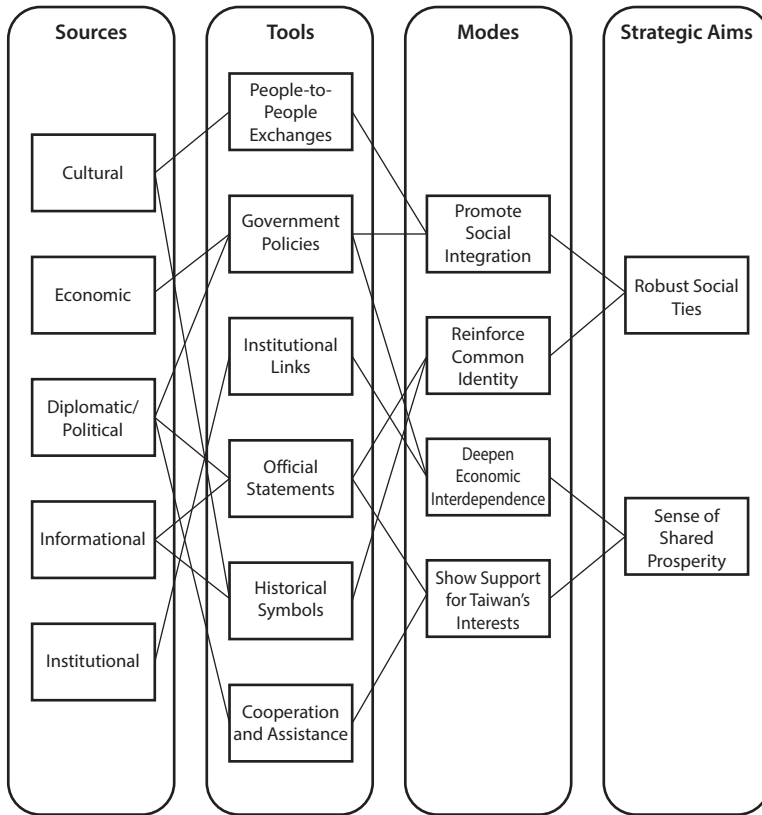 Sources
Cultural
Economic
Diplomatic/
Political
Informational
Institutional
Tools
People-to-
People
Exchanges
Government
Policies
Institutional
Links
Official
Statements
Historical
Symbols
Cooperation
and Assistance
Modes
Promote
Social
Integration
Reinforce
Common
Identity
Deepen
Economic
Interdependence
Show Support
for Taiwan’s
Interests
Strategic Aims
Robust Social
Ties
Sense of
Shared
Prosperity